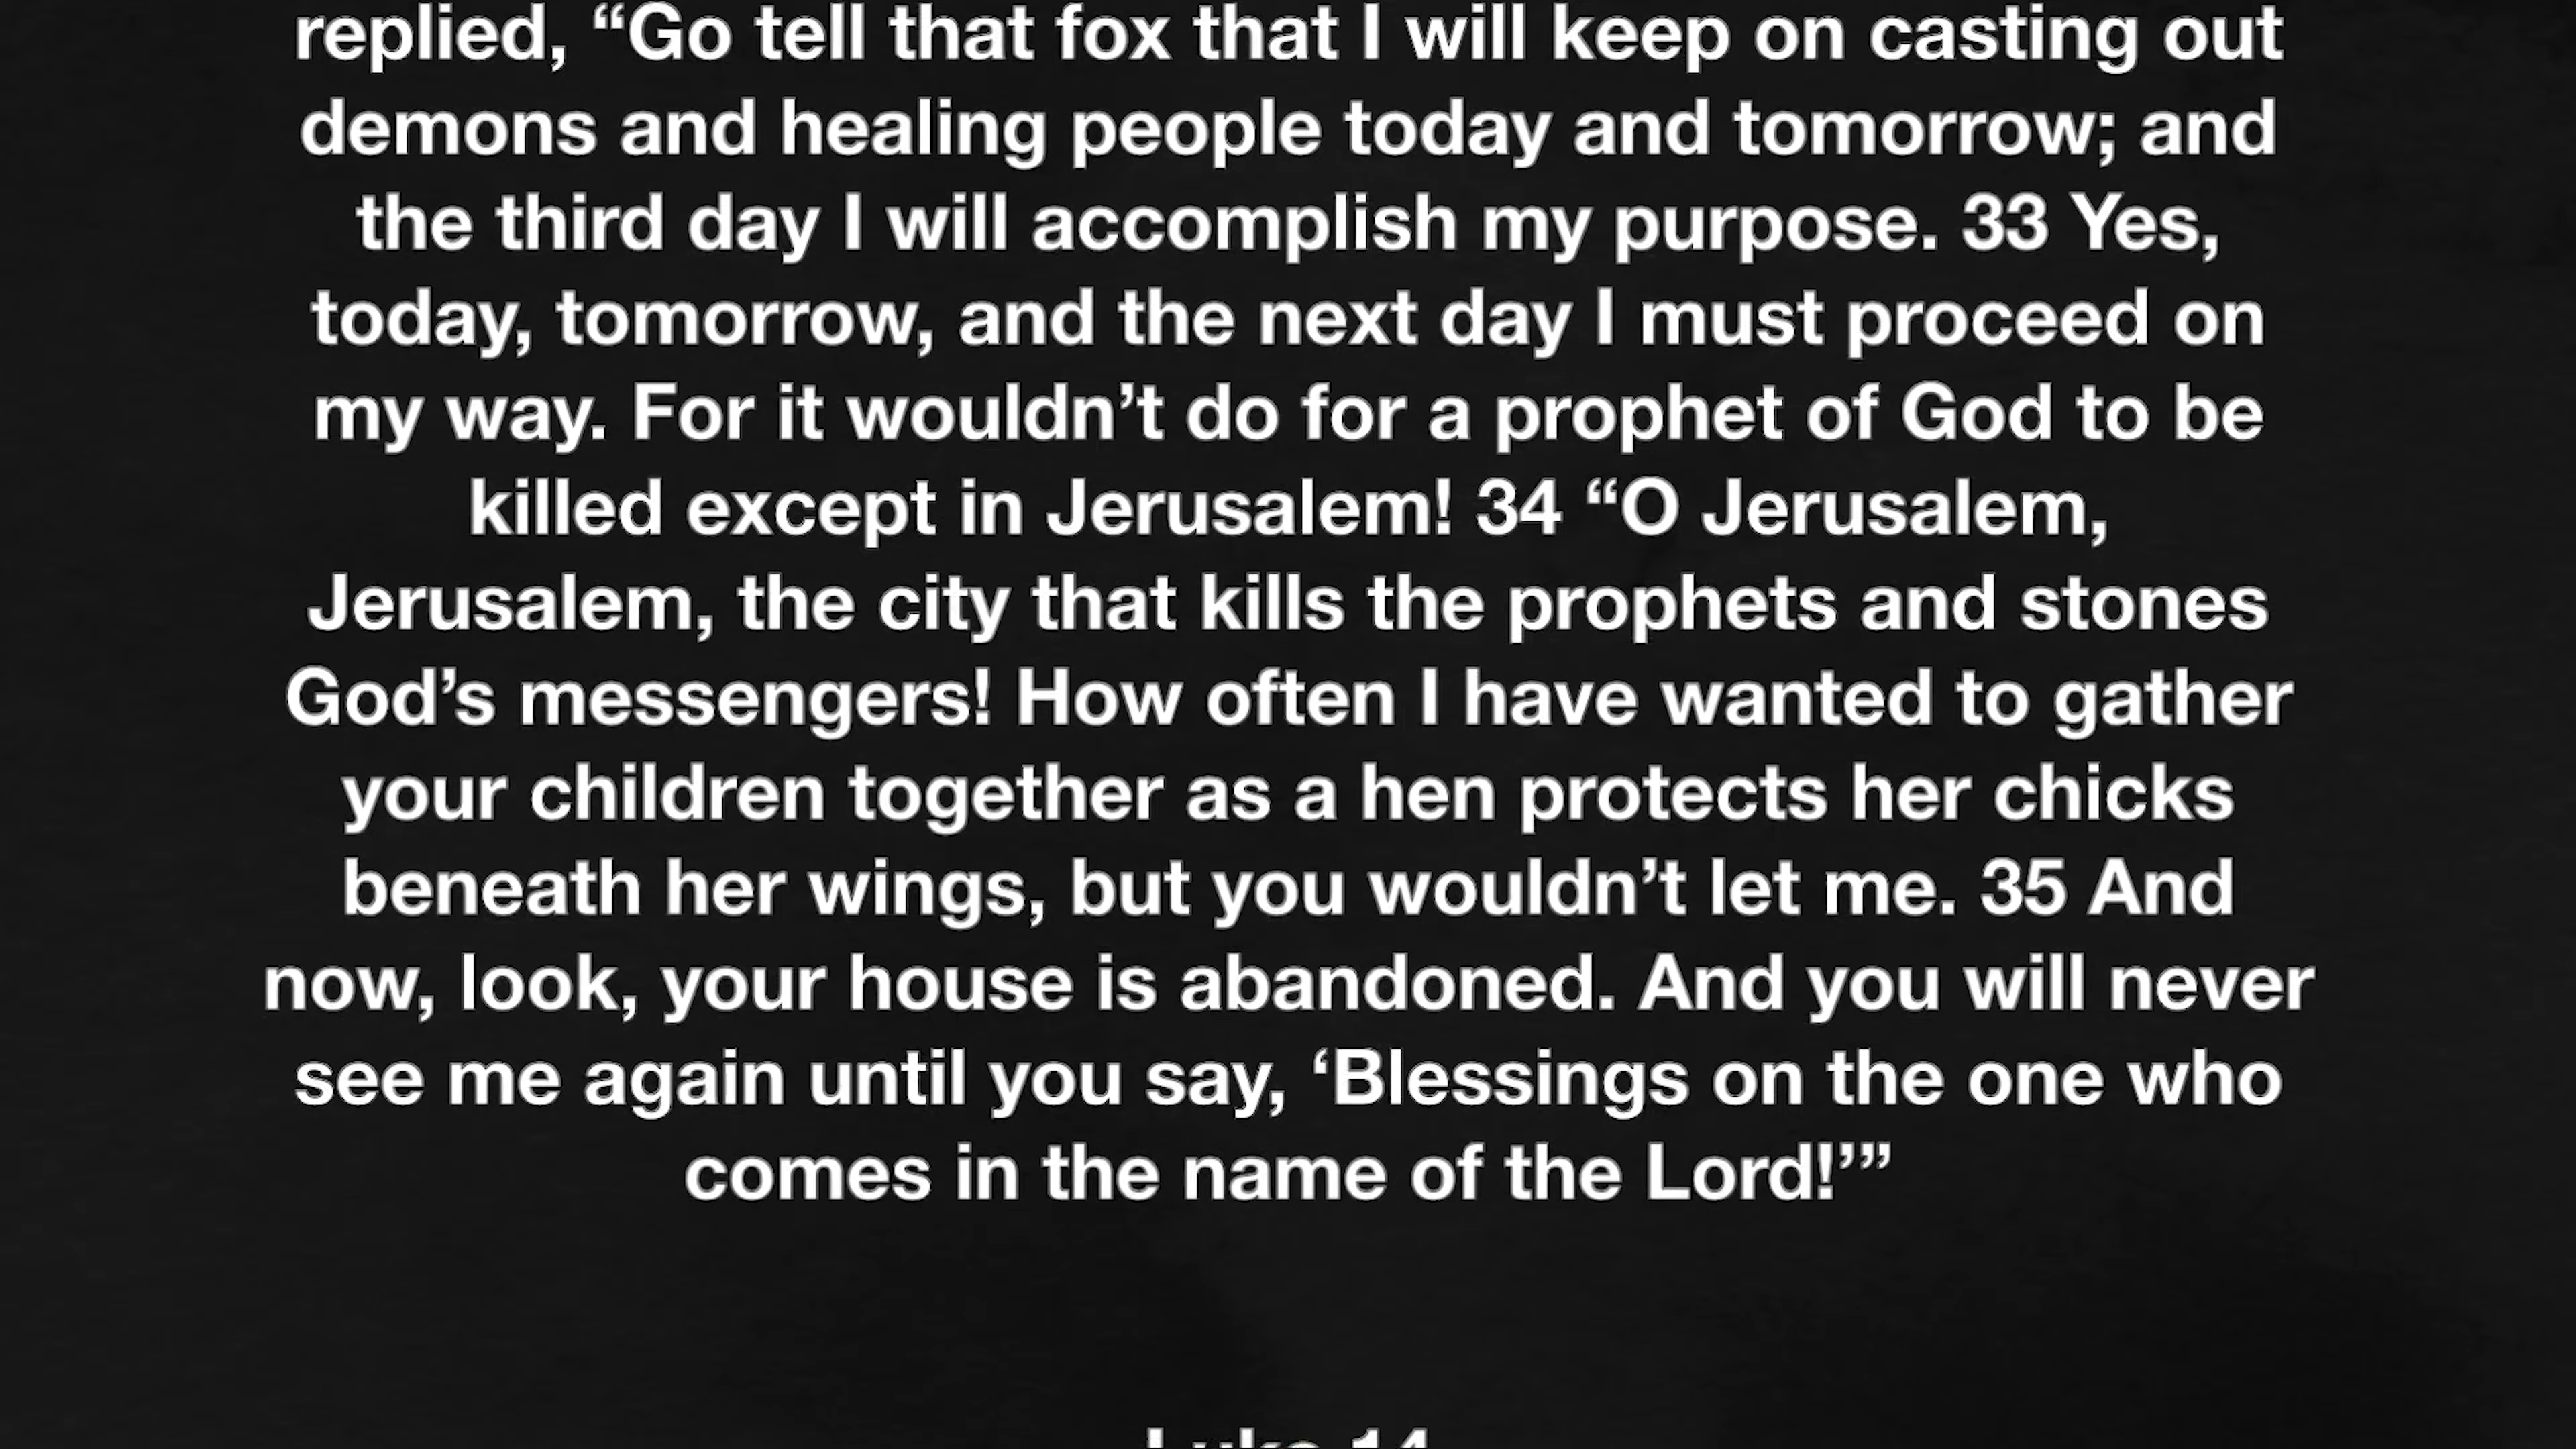 replied, “Go tell that fox that I will keep on casting out
demons and healing people today and tomorrow; and
the third day I will accomplish my purpose. 33 Yes,
today, tomorrow, and the next day I must proceed on
my way. For it wouldn’t do for a prophet of God to be
killed except in Jerusalem! 34 “O Jerusalem,
Jerusalem, the city that kills the prophets and stones
God’s messengers! How often I have wanted to gather
your children together as a hen protects her chicks
beneath her wings, but you wouldn’t let me. 35 And
now, look, your house is abandoned. And you will never
see me again until you say, ‘Blessings on the one who
comes in the name of the Lord!’”
Luke 14